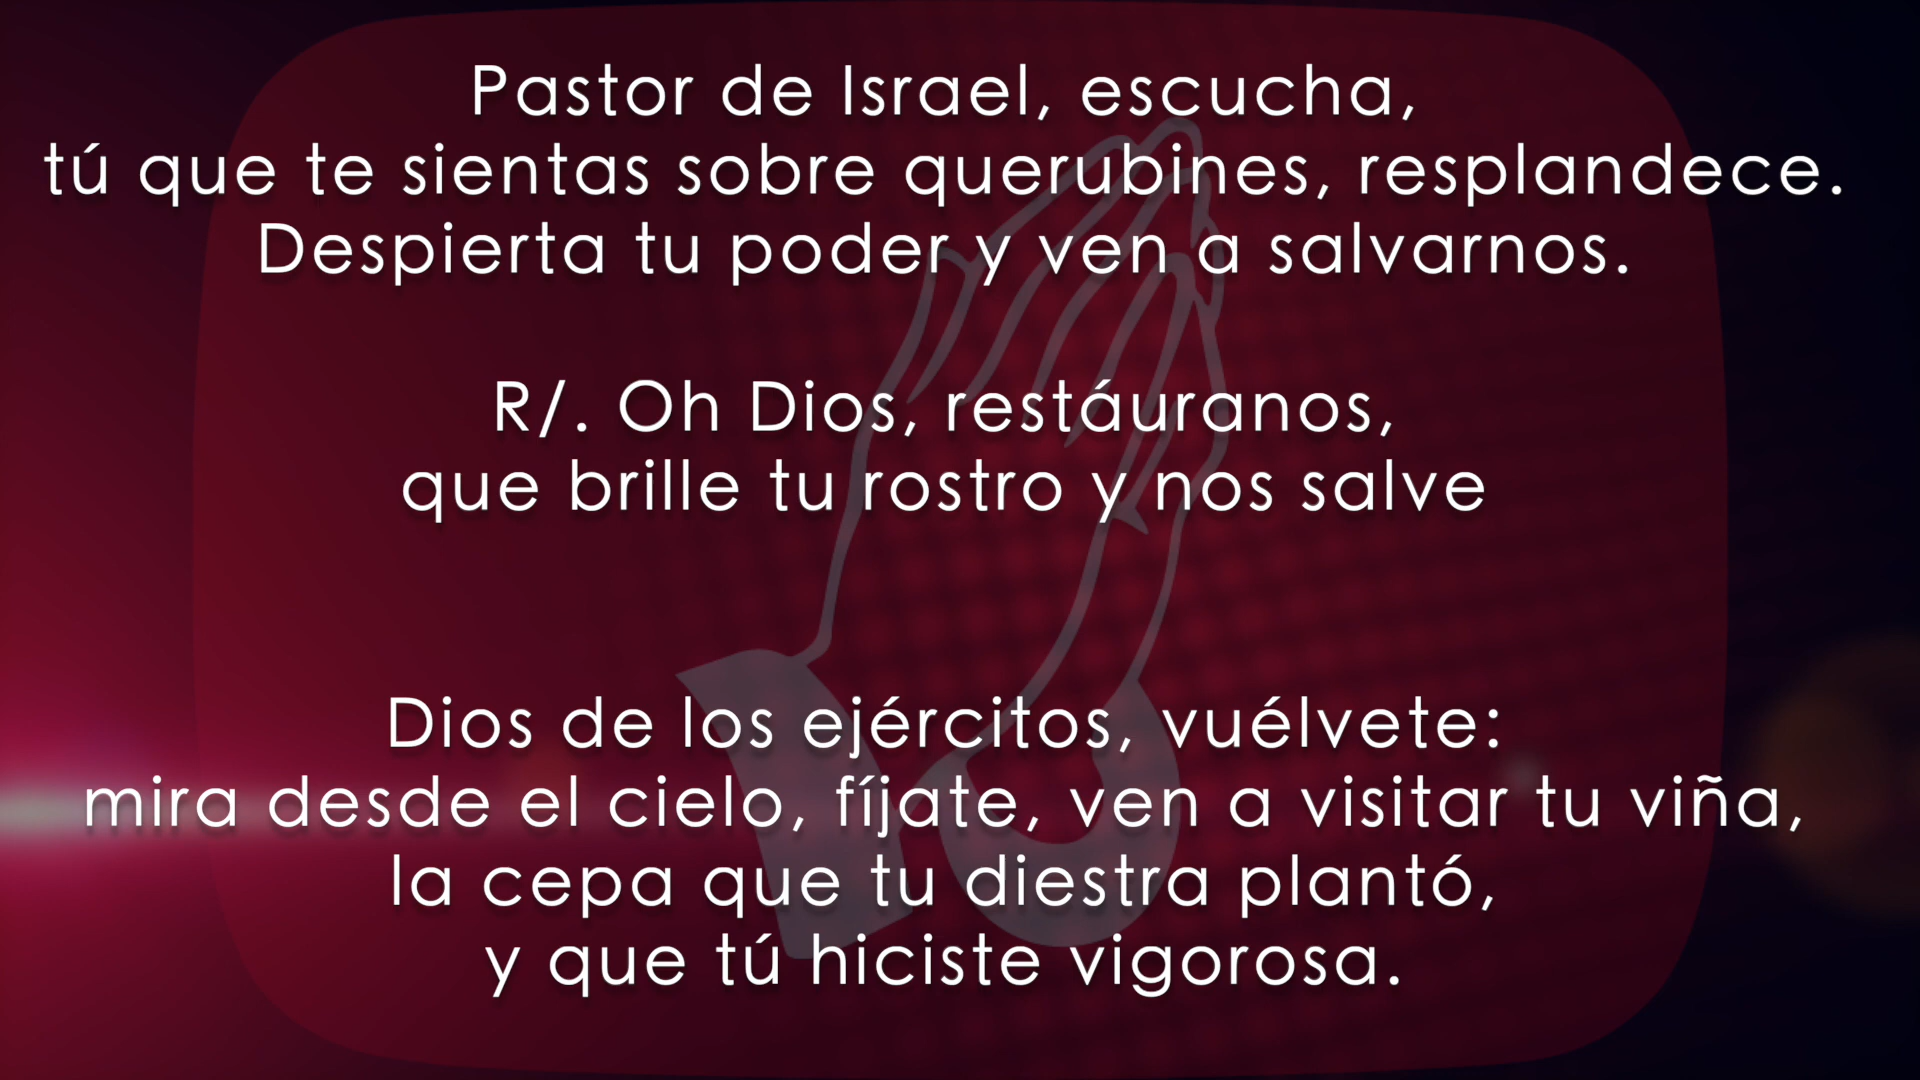 Pastor de Israel, escucha,
tú que te sientas sobre querubines, resplandece.
Despierta tu poder y ven a salvarnos.
R/. Oh Dios, restáuranos,
que brille tu rostro y nos salve
Dios de los ejércitos, vuélvete:
mira desde el cielo, fíjate, ven a visitar tu viña,
la cepa que tu diestra plantó,
y que tú hiciste vigorosa.